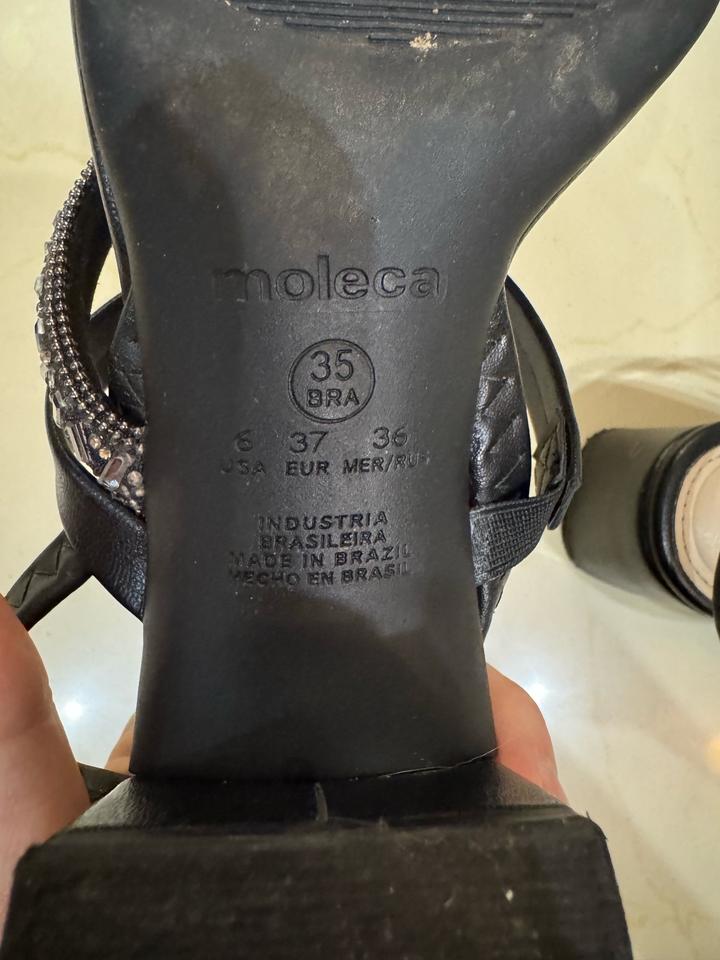 moleca
35
BRA
6 37 36
USA EUR MER/RUS
INDUSTRIA
BRASILEIRA
MADE IN BRAZIL
HECHO EN BRASIL